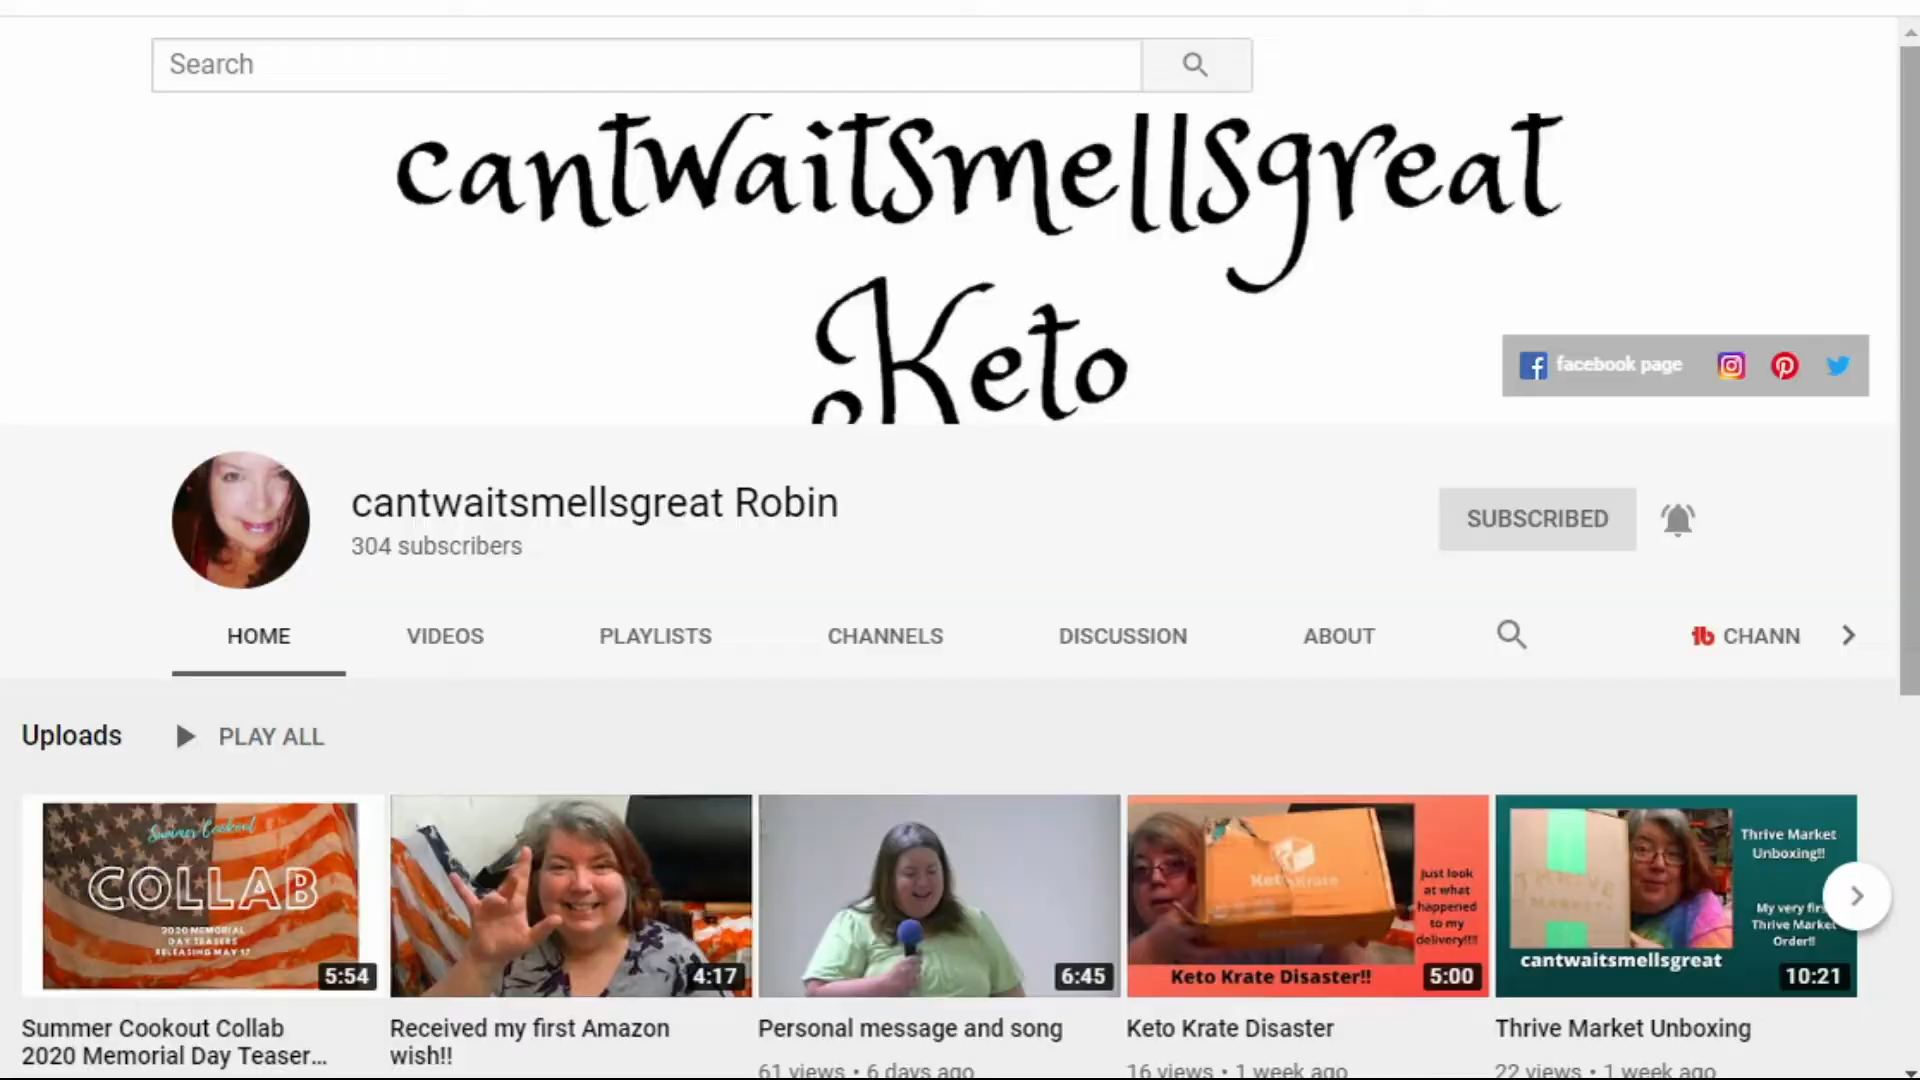 Search
cantwaitsmellsgreat
Keto
facebook page
cantwaitsmellsgreat Robin
304 subscribers
SUBSCRIBED
HOME
VIDEOS
PLAYLISTS
CHANNELS
DISCUSSION
ABOUT
CHANN
Uploads
PLAY ALL
Summer Cookout
COLLAB
2020 MEMORIAL
DAY TEASERS
RELEASING MAY 17
5:54
4:17
6:45
Keto Krate
Just look
at what
happened
to my
delivery!!!!
Keto Krate Disaster!!
5:00
Thrive Market
Unboxing!!
My very
Thrive Market
Order!!
cantwaitsmellsgreat
10:21
Summer Cookout Collab
2020 Memorial Day Teaser...
Received my first Amazon
wish!!
Personal message and song
61 views • 6 days ago
Keto Krate Disaster
16 views • 1 week ago
Thrive Market Unboxing
22 views • 1 week ago